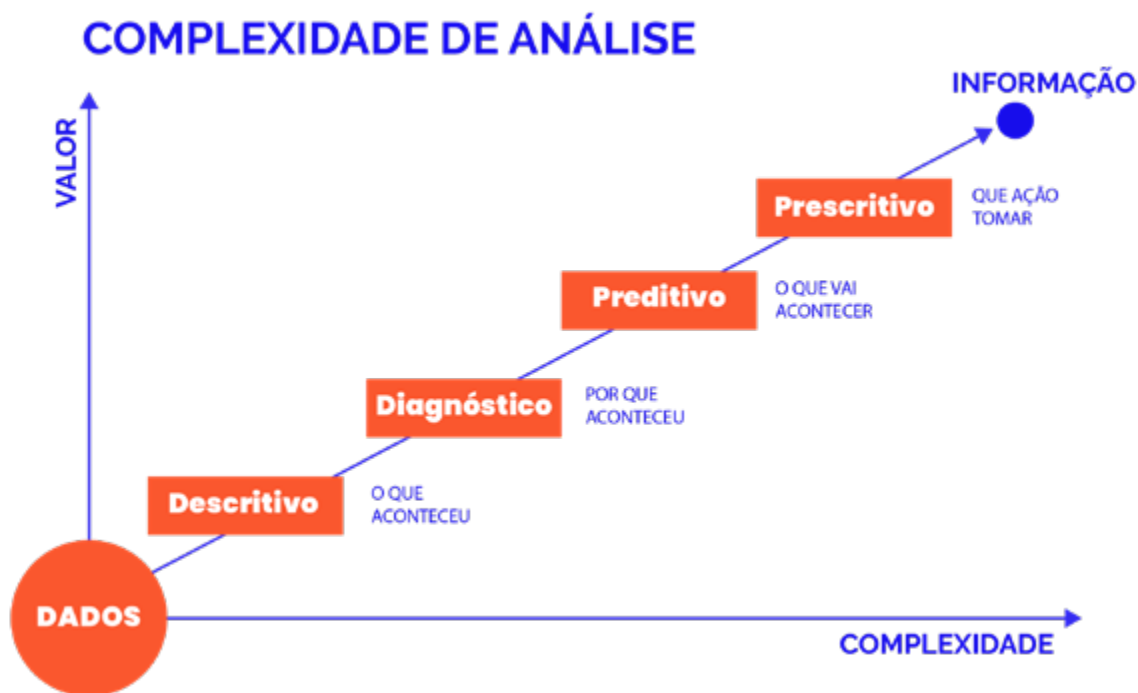 COMPLEXIDADE DE ANÁLISE
INFORMAÇÃO
VALOR
Prescritivo
QUE AÇÃO
TOMAR
Preditivo
O QUE VAI
ACONTECER
Diagnóstico
POR QUE
ACONTECEU
Descritivo
O QUE
ACONTECEU
DADOS
COMPLEXIDADE